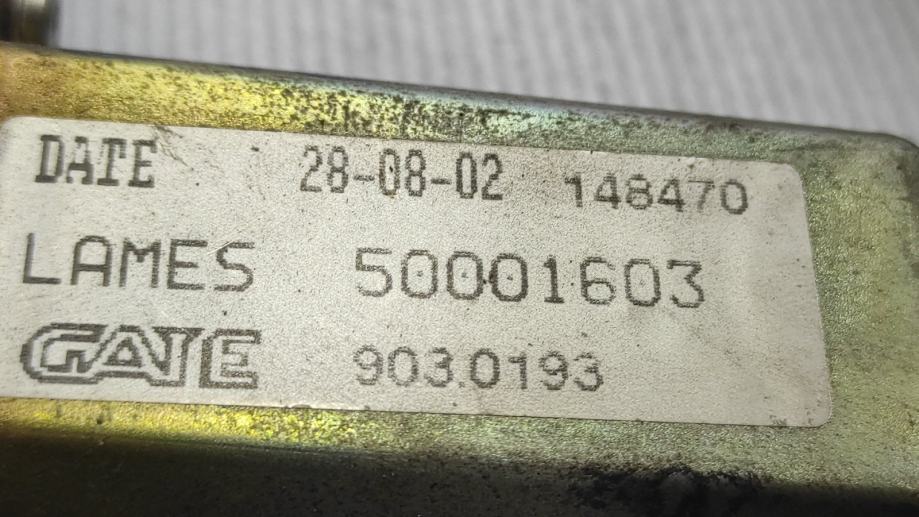 DATE 28-08-02 148470
LAMES 50001603
GATE 903.0193